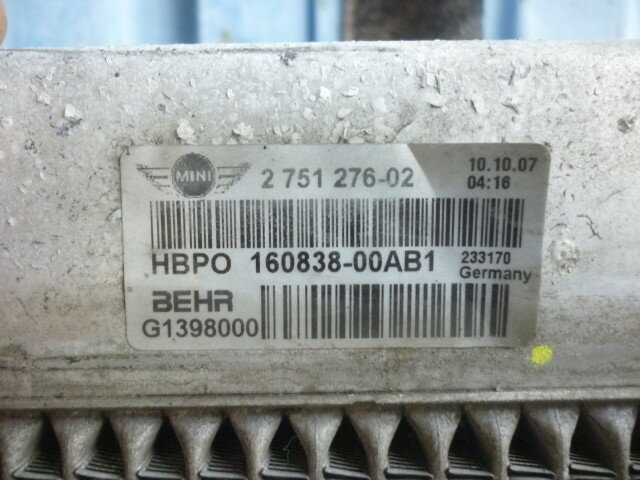 MINI 2 751 276-02 10.10.07
04:16
HBPO 160838-00AB1 233170
Germany
BEHR
G1398000